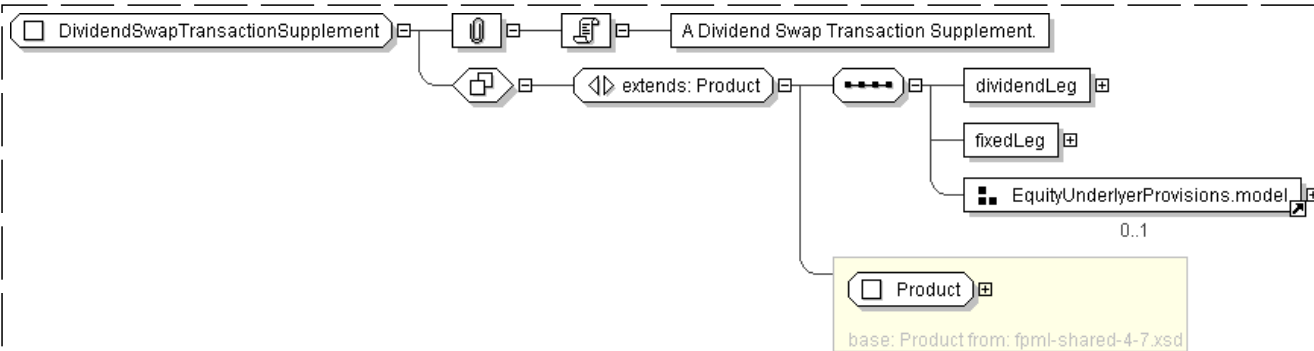 DividendSwapTransactionSupplement
A Dividend Swap Transaction Supplement.
extends: Product
dividendLeg
fixedLeg
EquityUnderlyerProvisions.model
0..1
Product
base: Product from: fpml-shared-4-7.xsd